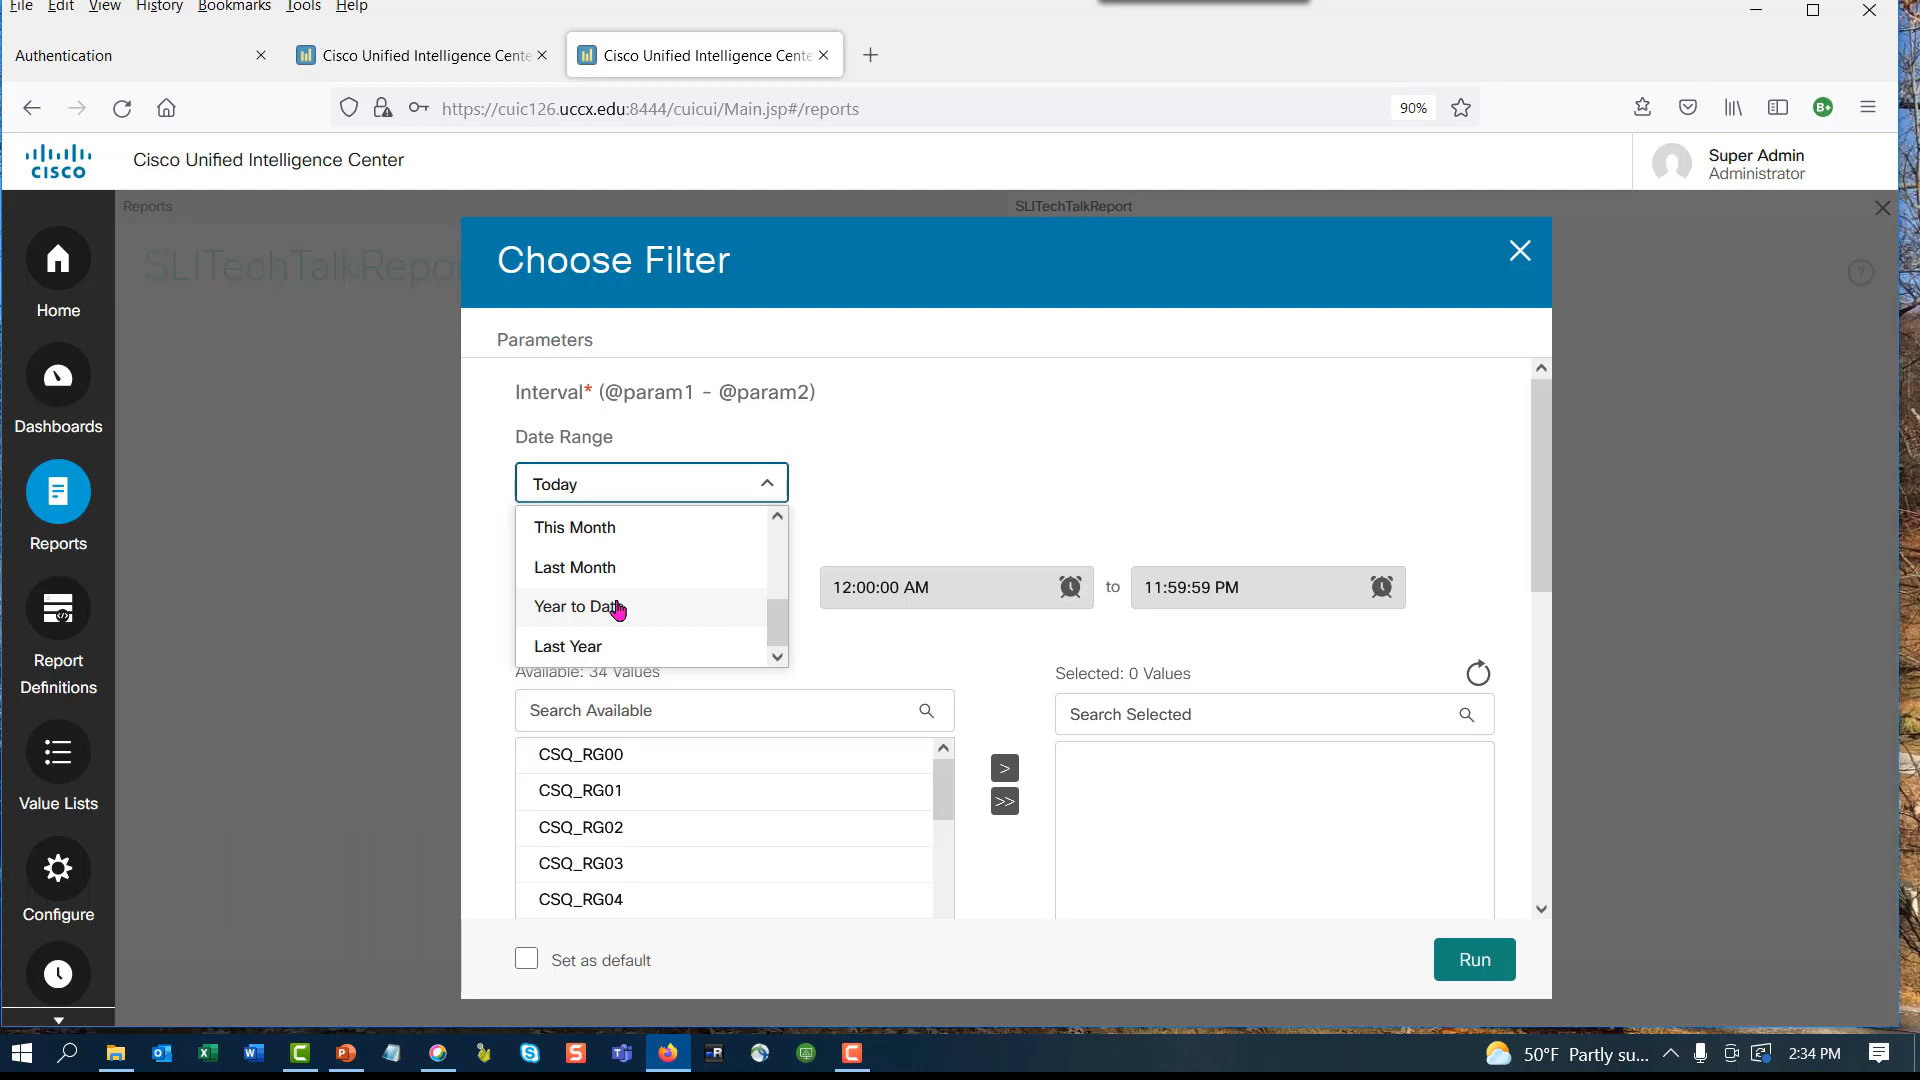 File Edit View History Bookmarks Tools Help
Authentication
Cisco Unified Intelligence Cente
Cisco Unified Intelligence Cente
https://cuic126.uccx.edu:8444/cuicui/Main.jsp#/reports
90%
B+
CISCO
Cisco Unified Intelligence Center
Super Admin
Administrator
Reports
SLITechTalkReport
SLITechTalkRepor
?
Home
Dashboards
Reports
Report
Definitions
Value Lists
Configure
Choose Filter
Parameters
Interval* (@param1 - @param2)
Date Range
Today
This Month
Last Month
Year to Date
Last Year
12:00:00 AM
to
11:59:59 PM
Available: 34 Values
Search Available
CSQ_RG00
CSQ_RG01
CSQ_RG02
CSQ_RG03
CSQ_RG04
>
>>
Selected: 0 Values
Search Selected
Set as default
Run
50°F Partly su...
2:34 PM